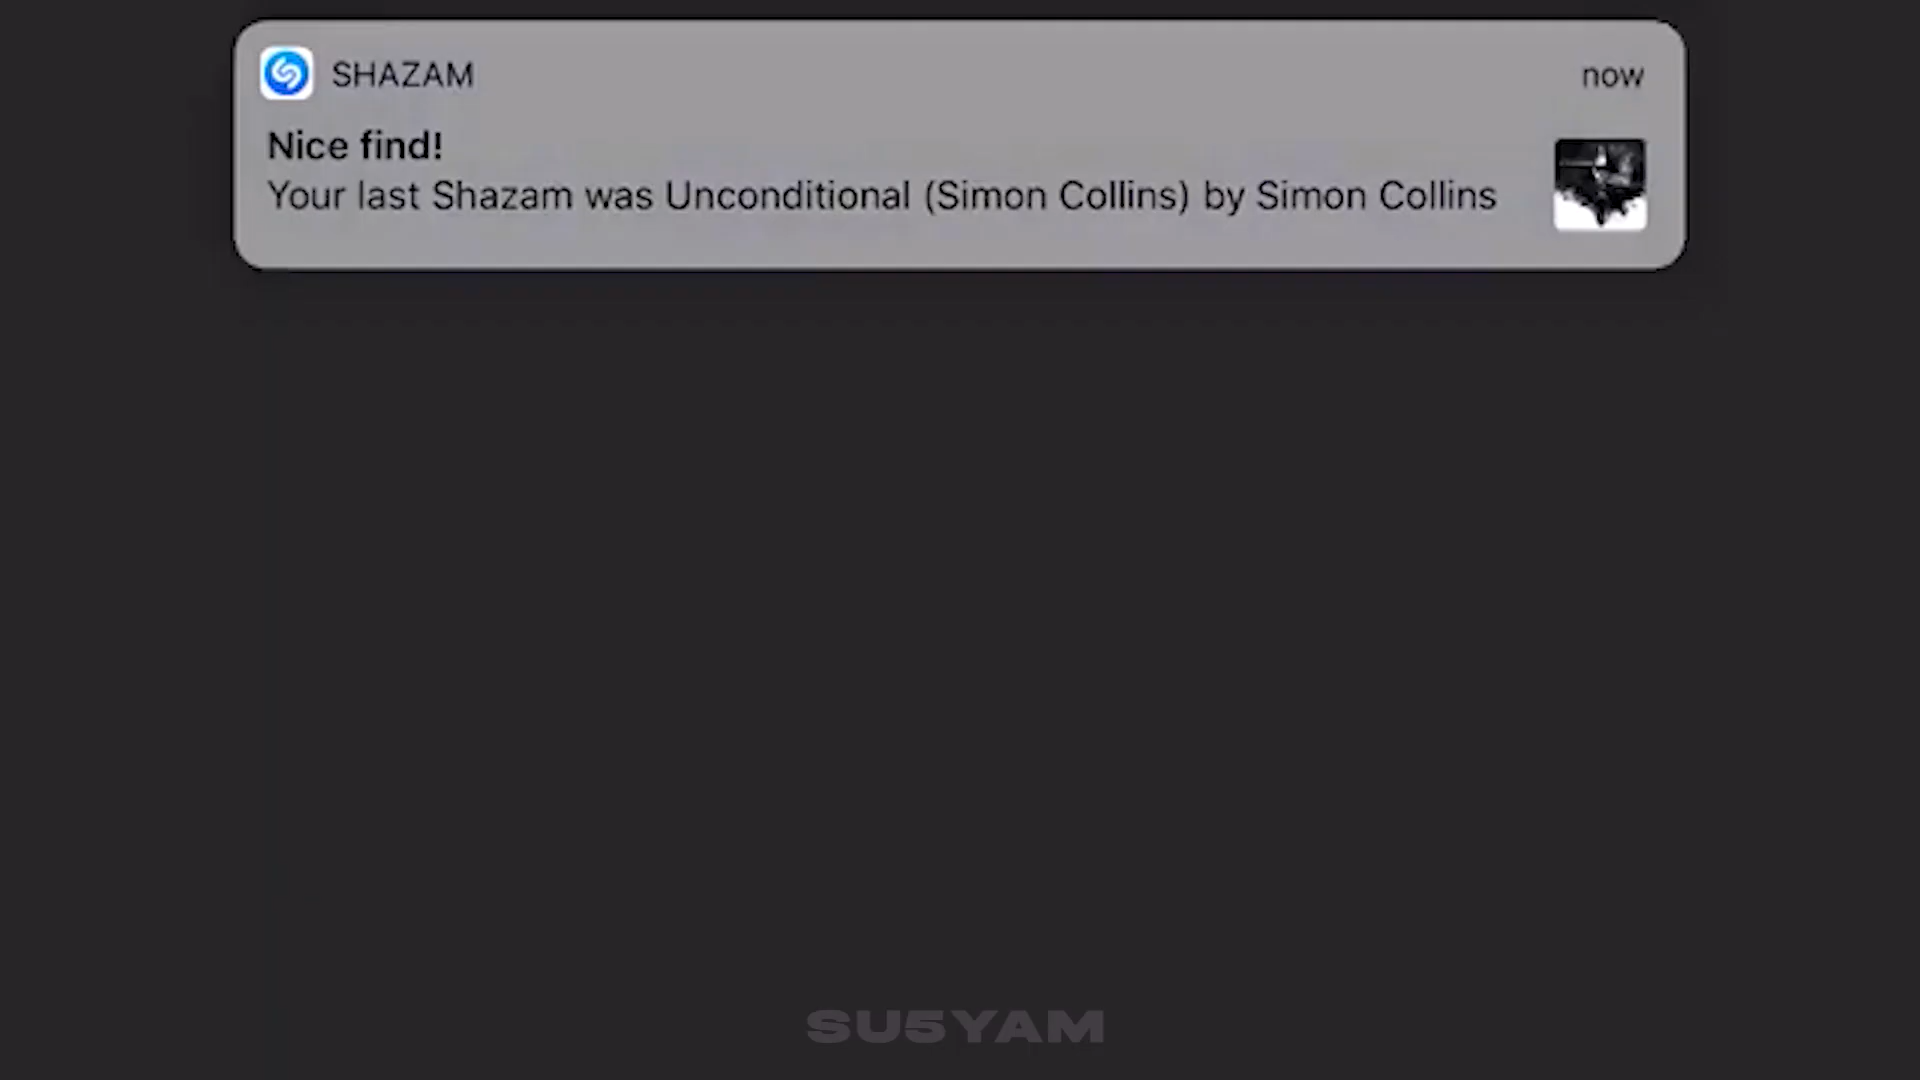 SHAZAM
now
Nice find!
Your last Shazam was Unconditional (Simon Collins) by Simon Collins
SU5YAM